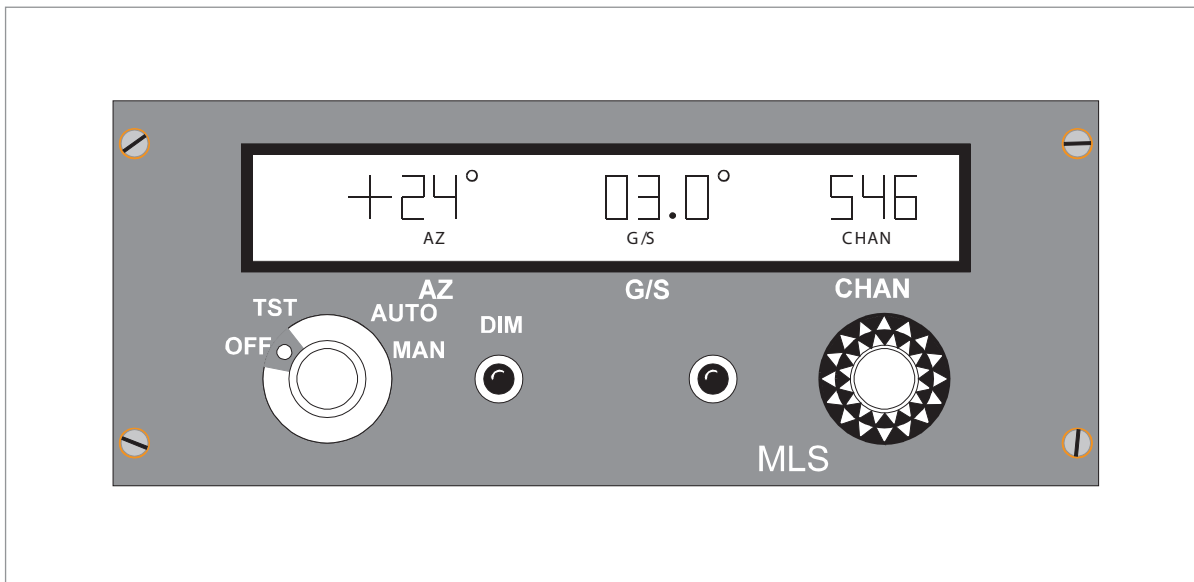 +24° 03.0° 546
AZ G/S CHAN
AZ G/S CHAN
TST AUTO
OFF MAN DIM
MLS